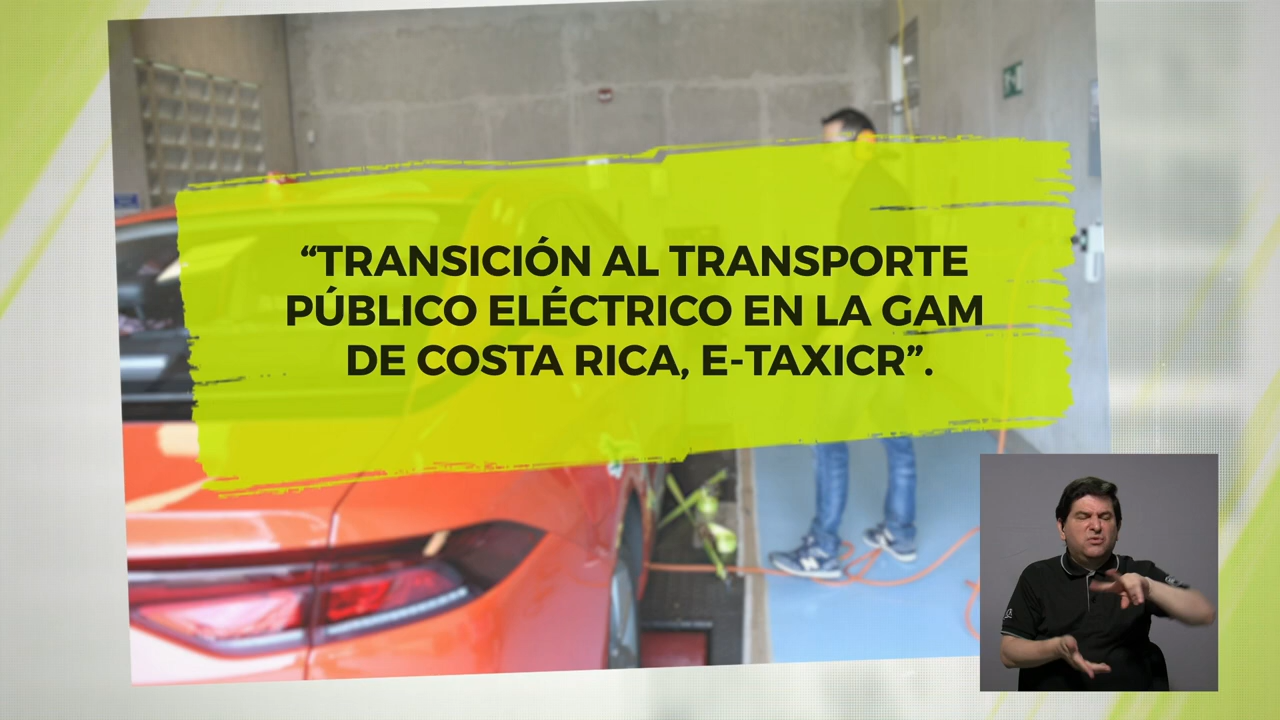 “TRANSICIÓN AL TRANSPORTE
PÚBLICO ELÉCTRICO EN LA GAM
DE COSTA RICA, E-TAXICR”.